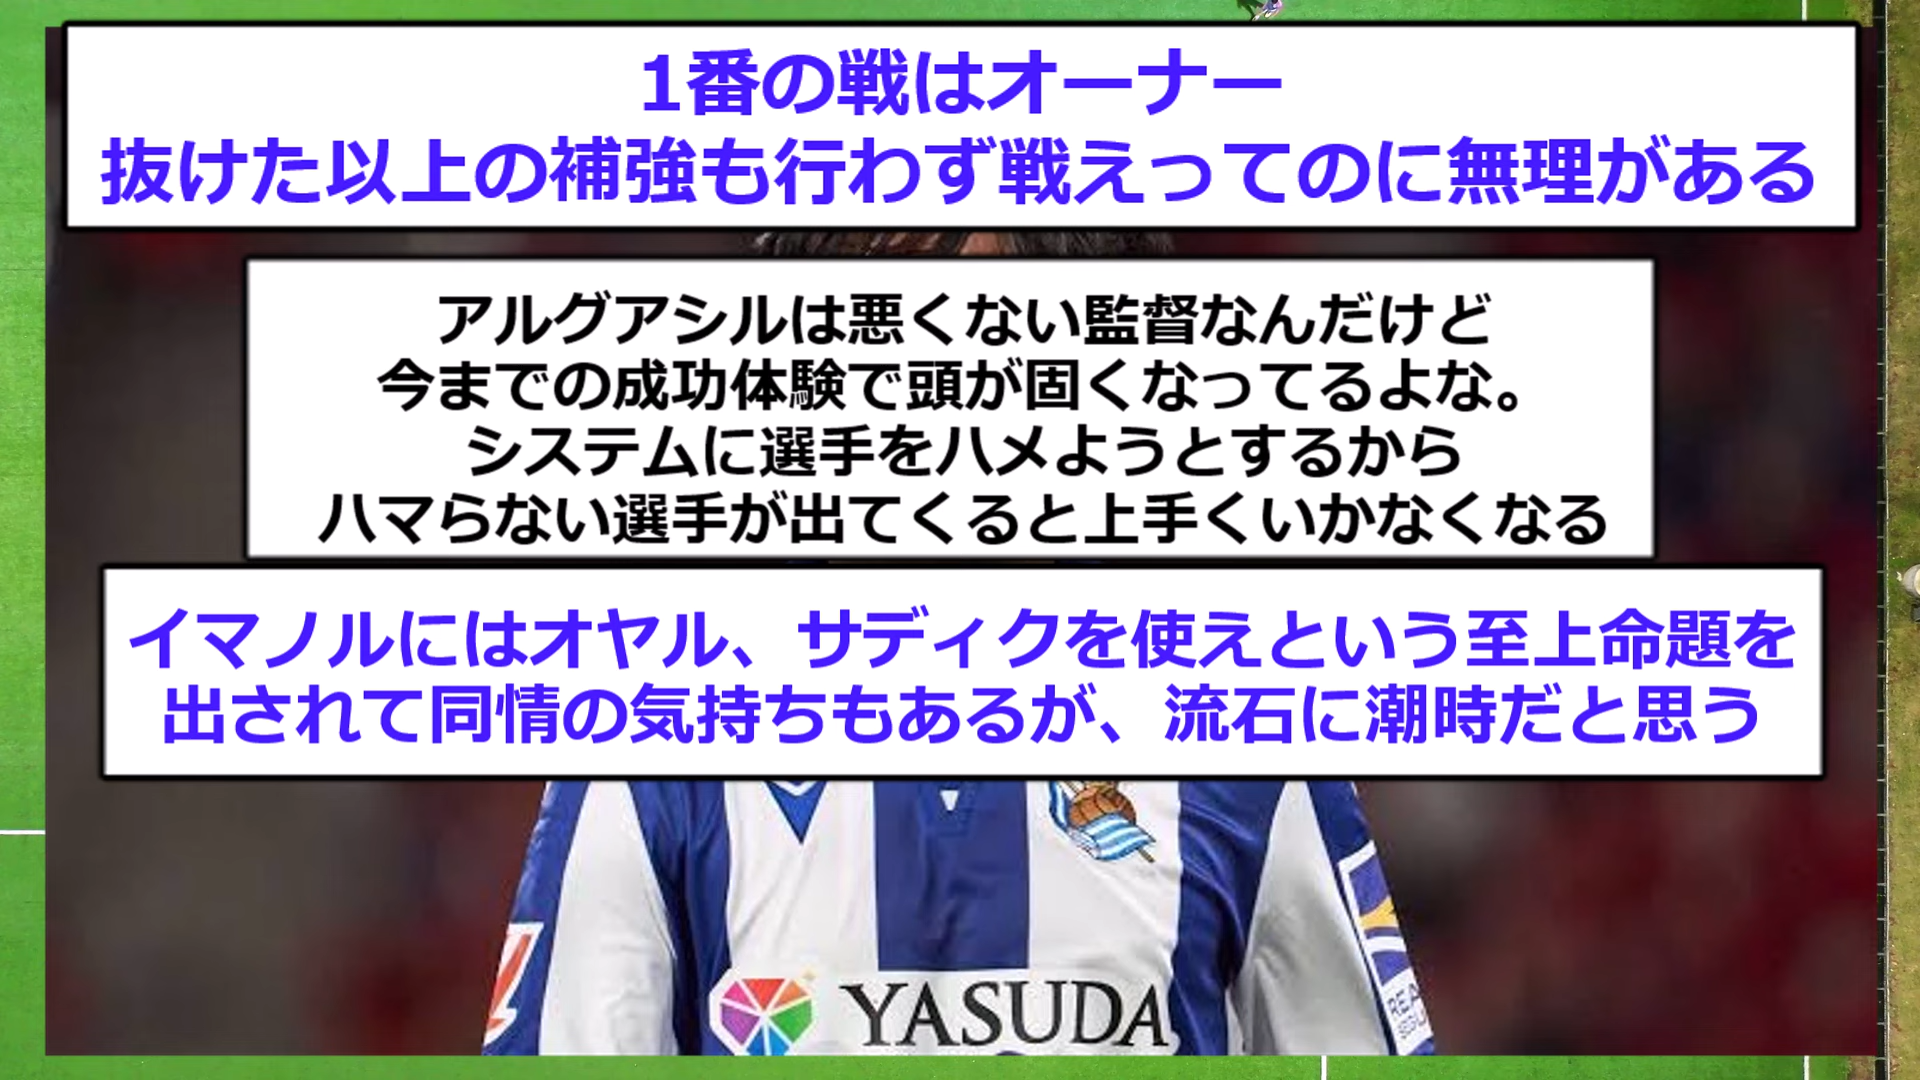 1番の戦はオーナー
抜けた以上の補強も行わず戦えってのに無理がある
アルグアシルは悪くない監督なんだけど
今までの成功体験で頭が固くなってるよな。
システムに選手をハメようとするから
ハマらない選手が出てくると上手くいかなくなる
イマノルにはオヤル、サディクを使えという至上命題を
出されて同情の気持ちもあるが、流石に潮時だと思う
YASUDA